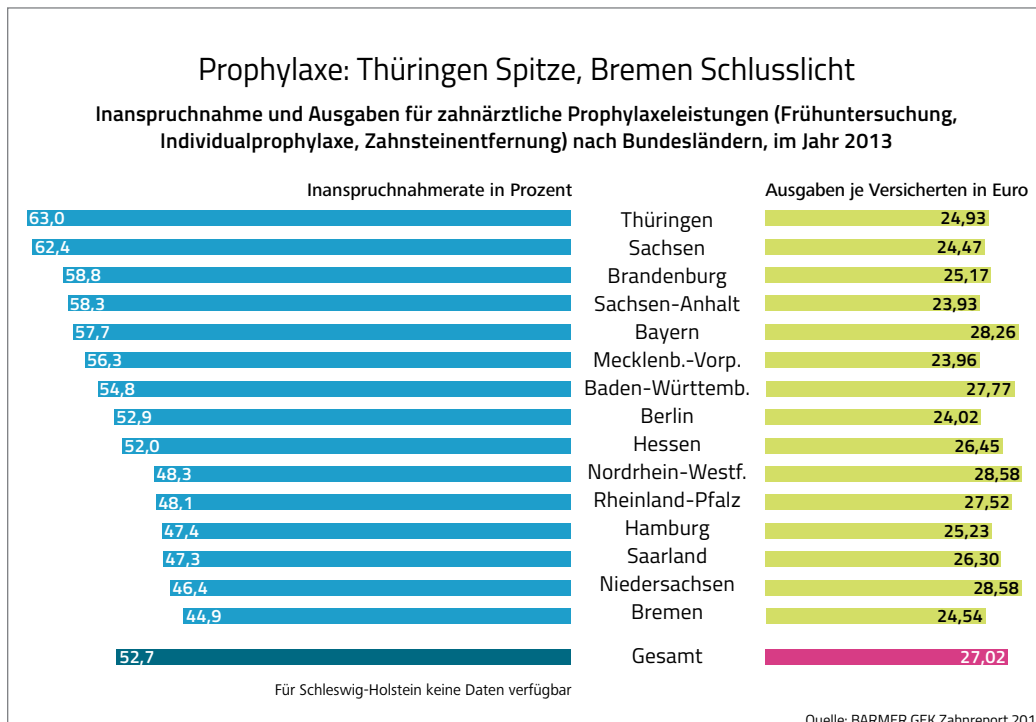 Prophylaxe: Thüringen Spitze, Bremen Schlusslicht
Inanspruchnahme und Ausgaben für zahnärztliche Prophylaxeleistungen (Frühuntersuchung,
Individualprophylaxe, Zahnsteinentfernung) nach Bundesländern, im Jahr 2013
Inanspruchnahmerate in Prozent Ausgaben je Versicherten in Euro
63,0 Thüringen 24,93
62,4 Sachsen 24,47
58,8 Brandenburg 25,17
58,3 Sachsen-Anhalt 23,93
57,7 Bayern 28,26
56,3 Mecklenb.-Vorp. 23,96
54,8 Baden-Württemb. 27,77
52,9 Berlin 24,02
52,0 Hessen 26,45
48,3 Nordrhein-Westf. 28,58
48,1 Rheinland-Pfalz 27,52
47,4 Hamburg 25,23
47,3 Saarland 26,30
46,4 Niedersachsen 28,58
44,9 Bremen 24,54
52,7 Gesamt 27,02
Für Schleswig-Holstein keine Daten verfügbar
Quelle: BARMER GEK Zahnreport